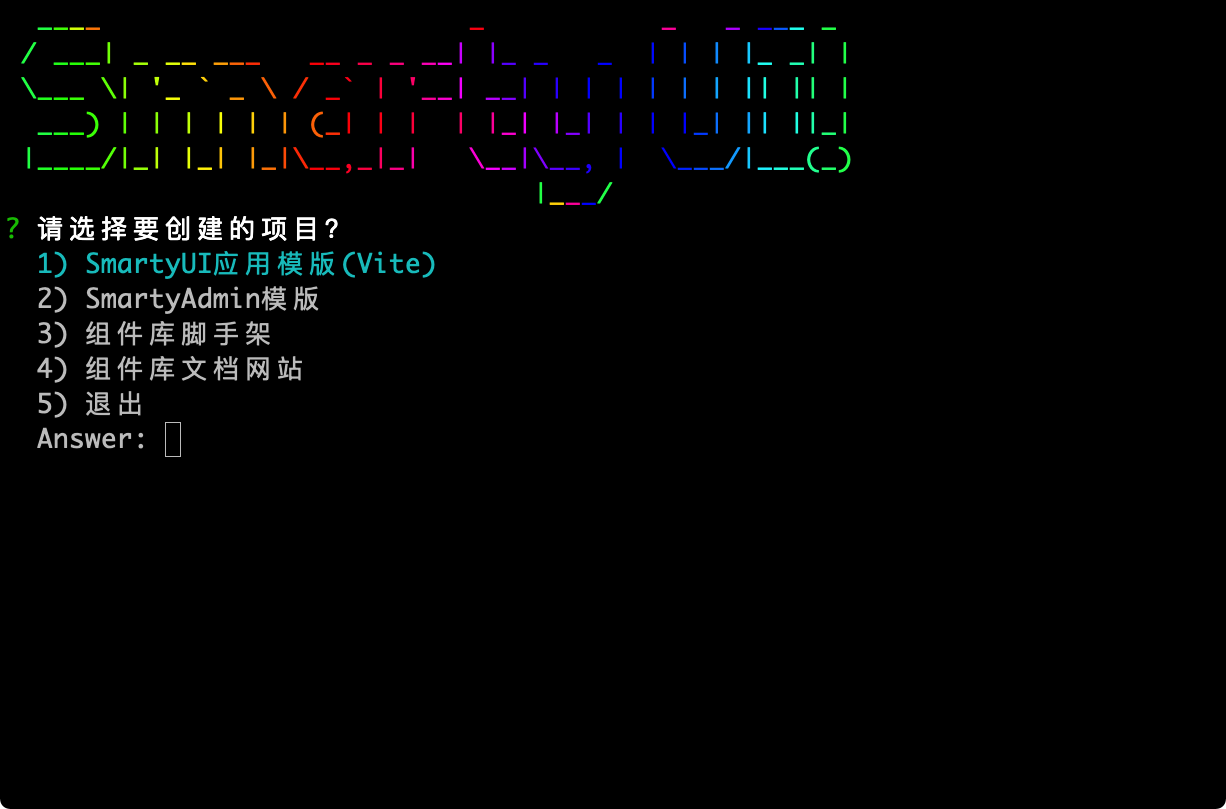 Smarty UI!
? 请选择要创建的项目?
1) SmartyUI应用模版(Vite)
2) SmartyAdmin模版
3) 组件库脚手架
4) 组件库文档网站
5) 退出
Answer: